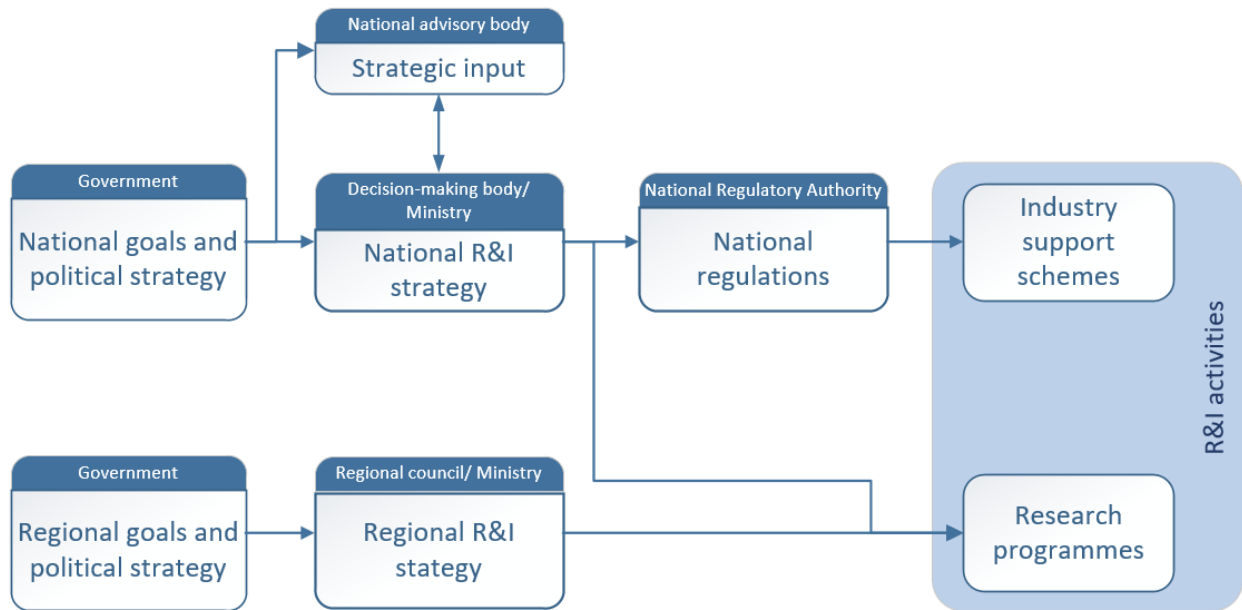 National advisory body
Strategic input
Government
National goals and
political strategy
Decision-making body/
Ministry
National R&I
strategy
National Regulatory Authority
National
regulations
Industry
support
schemes
R&I activities
Government
Regional goals and
political strategy
Regional council/ Ministry
Regional R&I
stategy
Research
programmes